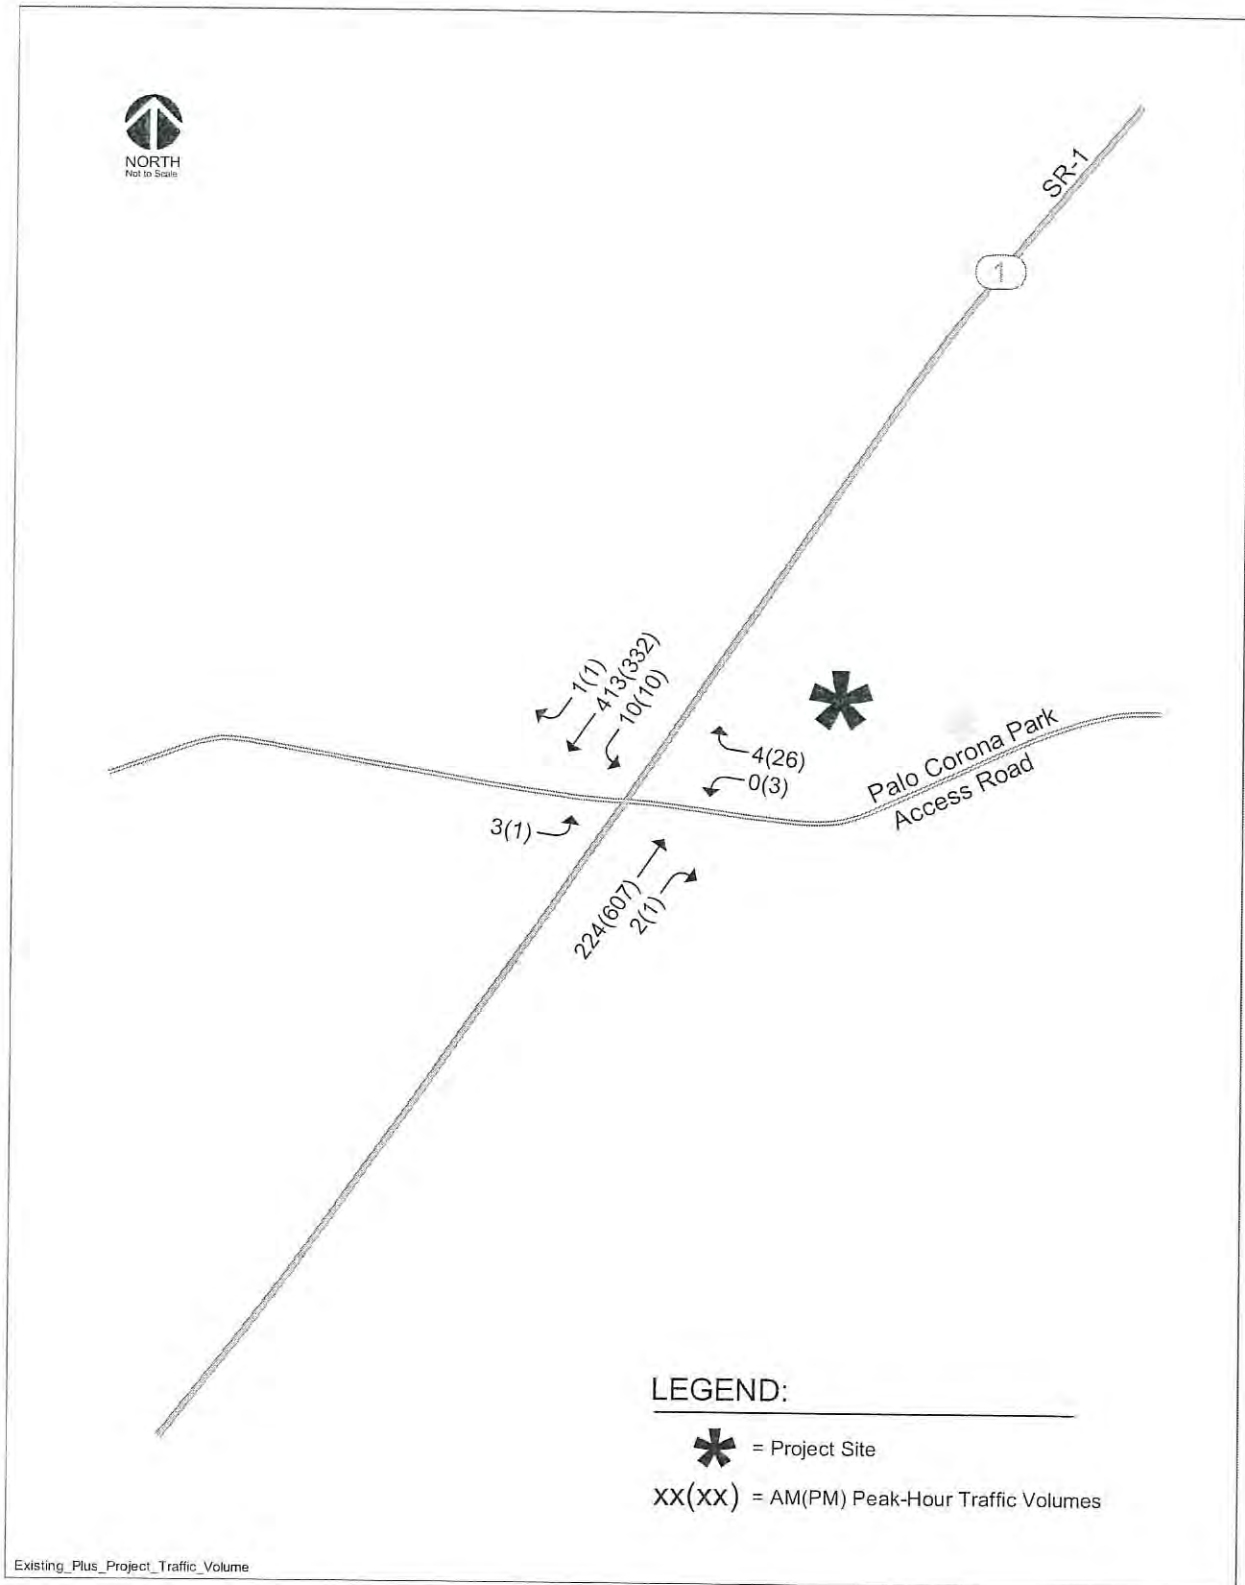 NORTH
Not to Scale
SR-1
1
1(1)
413(332)
10(10)
4(26)
0(3)
Palo Corona Park
Access Road
3(1)
224(607)
2(1)
LEGEND:
= Project Site
xx(xx) = AM(PM) Peak-Hour Traffic Volumes
Existing_Plus_Project_Traffic_Volume